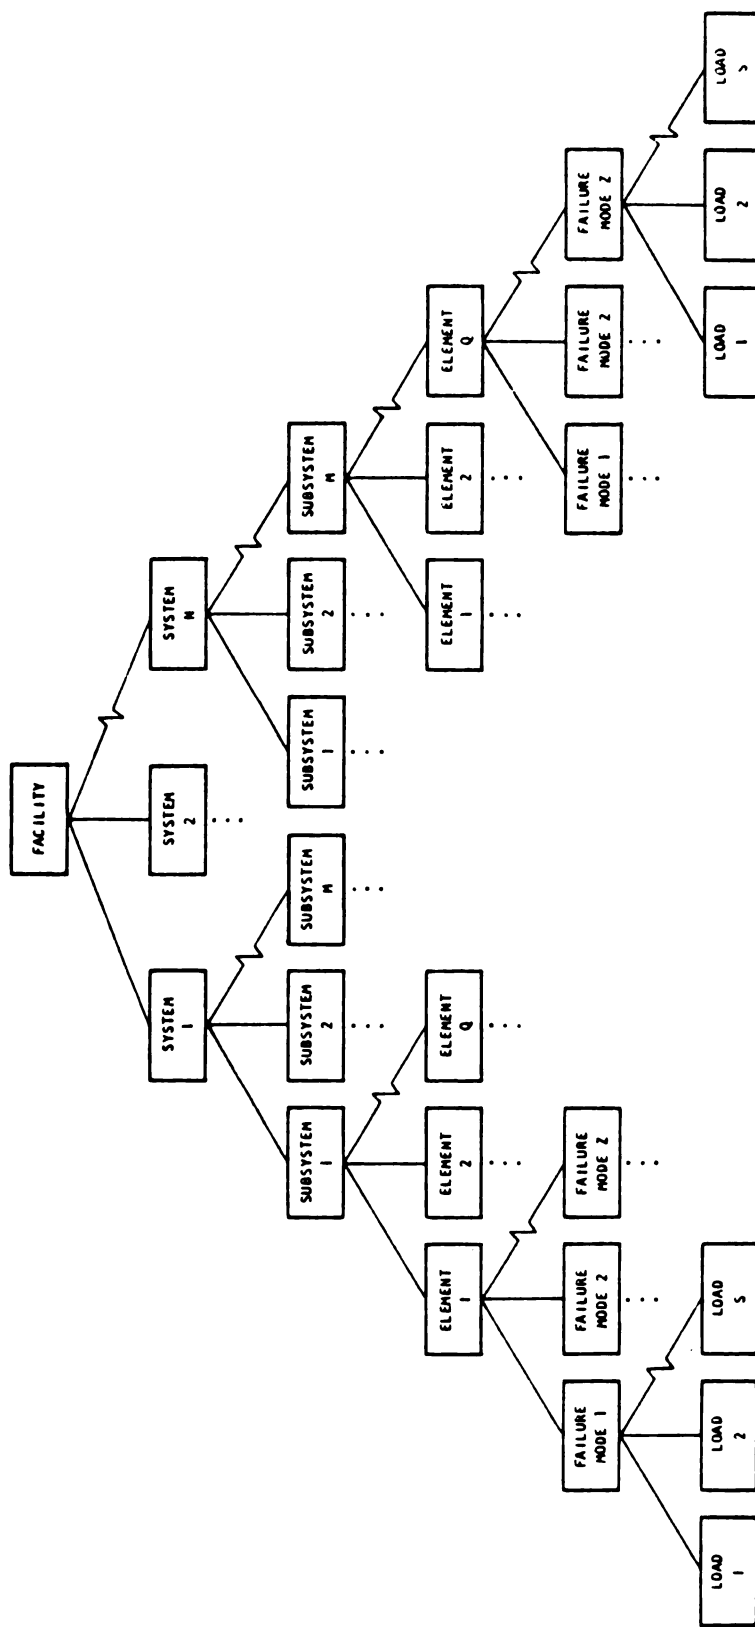 FACILITY
SYSTEM
1
SYSTEM
2
...
SYSTEM
N
SUBSYSTEM
1
SUBSYSTEM
2
...
SUBSYSTEM
M
...
SUBSYSTEM
1
...
SUBSYSTEM
2
...
SUBSYSTEM
M
ELEMENT
1
ELEMENT
2
...
ELEMENT
Q
...
ELEMENT
1
...
ELEMENT
2
...
ELEMENT
Q
FAILURE
MODE 1
FAILURE
MODE 2
...
FAILURE
MODE Z
...
FAILURE
MODE 1
...
FAILURE
MODE 2
...
FAILURE
MODE Z
LOAD
1
LOAD
2
LOAD
S
LOAD
1
LOAD
2
LOAD
S